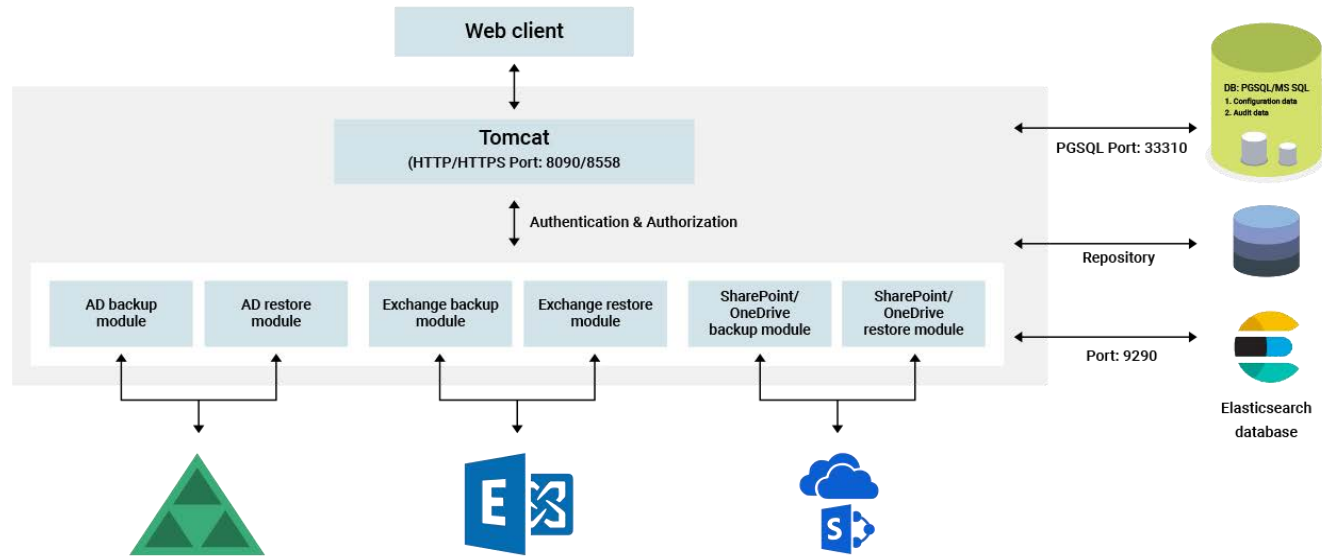 Web client
Tomcat
(HTTP/HTTPS Port: 8090/8558
Authentication & Authorization
AD backup
module
AD restore
module
Exchange backup
module
Exchange restore
module
SharePoint/
OneDrive
backup module
SharePoint/
OneDrive
restore module
DB: PGSQL/MS SQL
1. Configuration data
2. Audit data
PGSQL Port: 33310
Repository
Port: 9290
Elasticsearch
database
E
S